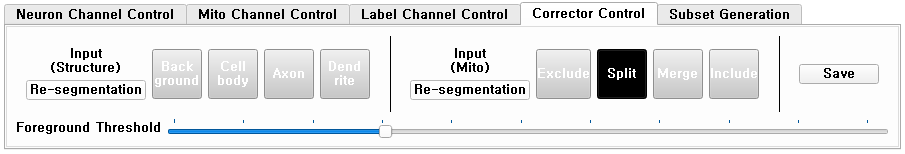 Neuron Channel Control Mito Channel Control Label Channel Control Corrector Control Subset Generation
Input
(Structure)
Re-segmentation
Back
ground
Cell
body
Axon
Dend
rite
Input
(Mito)
Re-segmentation
Exclude
Split
Merge
Include
Save
Foreground Threshold